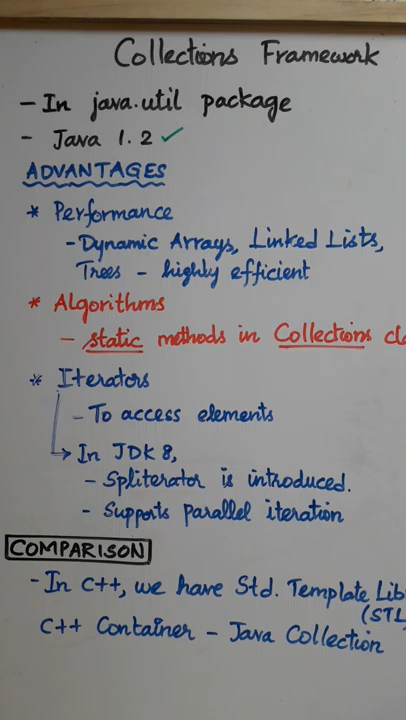 Collections Framework
- In java.util package
- Java 1.2 ✓
ADVANTAGES
* Performance
- Dynamic Arrays, Linked Lists,
Trees - highly efficient
* Algorithms
- static methods in Collections cla
* Iterators
- To access elements
→ In JDK 8,
- Spliterator is introduced.
- Supports parallel iteration
COMPARISON
- In C++, we have Std. Template Lib
(STL
C++ Container - Java Collection